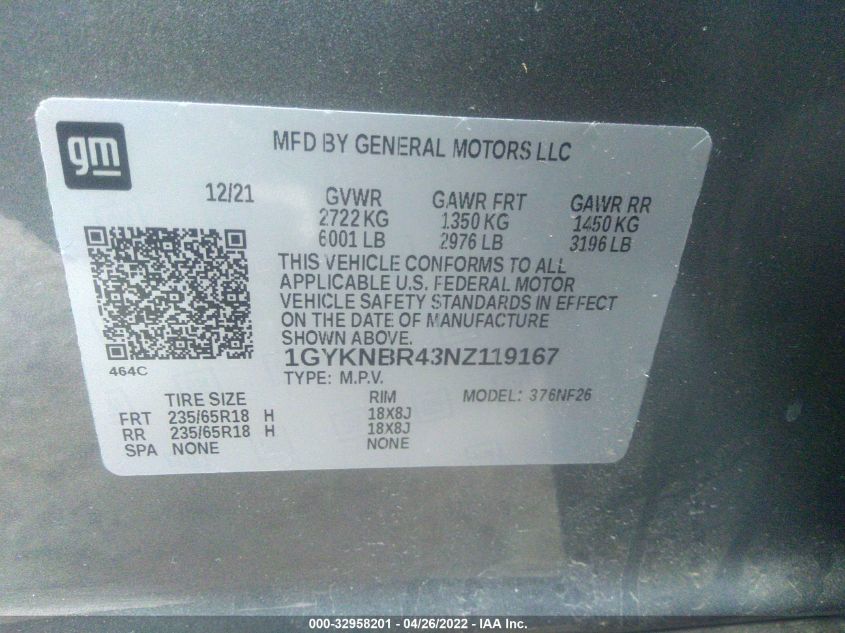 gm
MFD BY GENERAL MOTORS LLC
12/21 GVWR GAWR FRT GAWR RR
2722 KG 1350 KG 1450 KG
6001 LB 2976 LB 3196 LB
THIS VEHICLE CONFORMS TO ALL
APPLICABLE U.S. FEDERAL MOTOR
VEHICLE SAFETY STANDARDS IN EFFECT
ON THE DATE OF MANUFACTURE
SHOWN ABOVE.
1GYKNBR43NZ119167
464C
TYPE: M.P.V.
TIRE SIZE RIM MODEL: 376NF26
FRT 235/65R18 H 18X8J
RR 235/65R18 H 18X8J
SPA NONE NONE
000-32958201 - 04/26/2022 - IAA Inc.